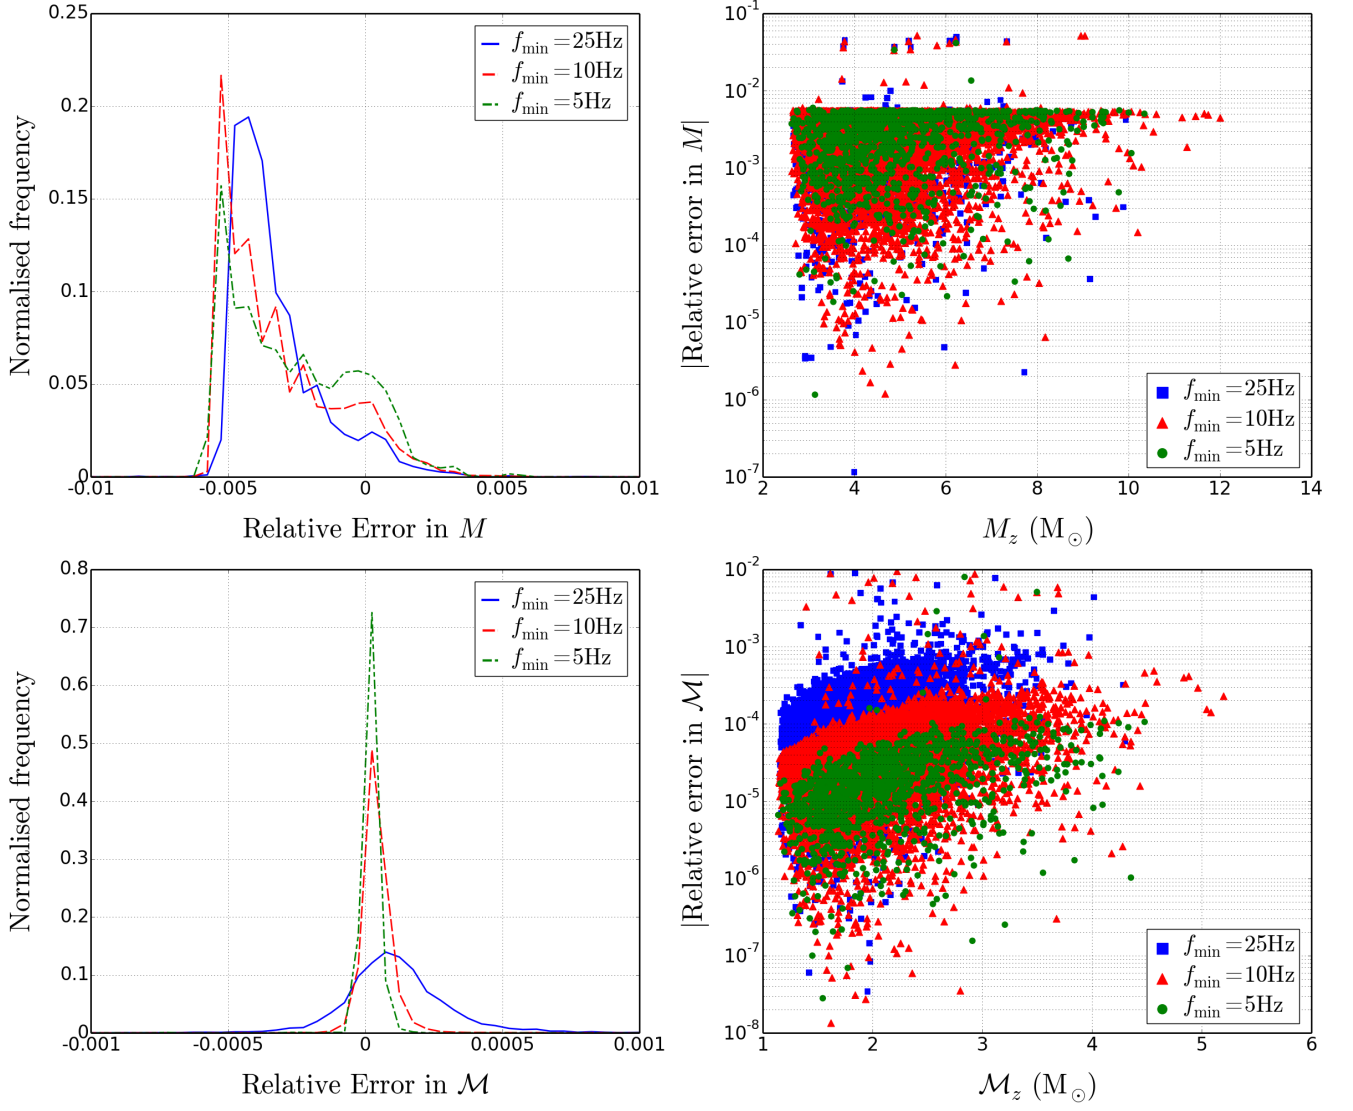 0.25
0.2
0.15
0.1
0.05
0
-0.01
-0.005
0
0.005
0.01
Normalised frequency
Relative Error in M
f_min = 25Hz
f_min = 10Hz
f_min = 5Hz
10^-1
10^-2
10^-3
10^-4
10^-5
10^-6
10^-7
2
4
6
8
10
12
14
|Relative error in M|
M_z (M_⊙)
f_min = 25Hz
f_min = 10Hz
f_min = 5Hz
0.8
0.7
0.6
0.5
0.4
0.3
0.2
0.1
0
-0.001
-0.0005
0
0.0005
0.001
Normalised frequency
Relative Error in ℳ
f_min = 25Hz
f_min = 10Hz
f_min = 5Hz
10^-2
10^-3
10^-4
10^-5
10^-6
10^-7
10^-8
1
2
3
4
5
6
|Relative error in ℳ|
ℳ_z (M_⊙)
f_min = 25Hz
f_min = 10Hz
f_min = 5Hz